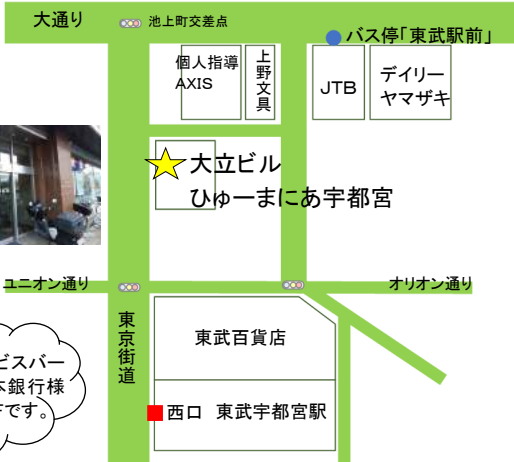 大通り
池上町交差点
バス停「東武駅前」
個人指導
AXIS
上野文具
JTB
デイリー
ヤマザキ
大立ビル
ひゅーまにあ宇都宮
ユニオン通り
オリオン通り
東京街道
東武百貨店
ビスバー
本銀行様
です。
西口 東武宇都宮駅